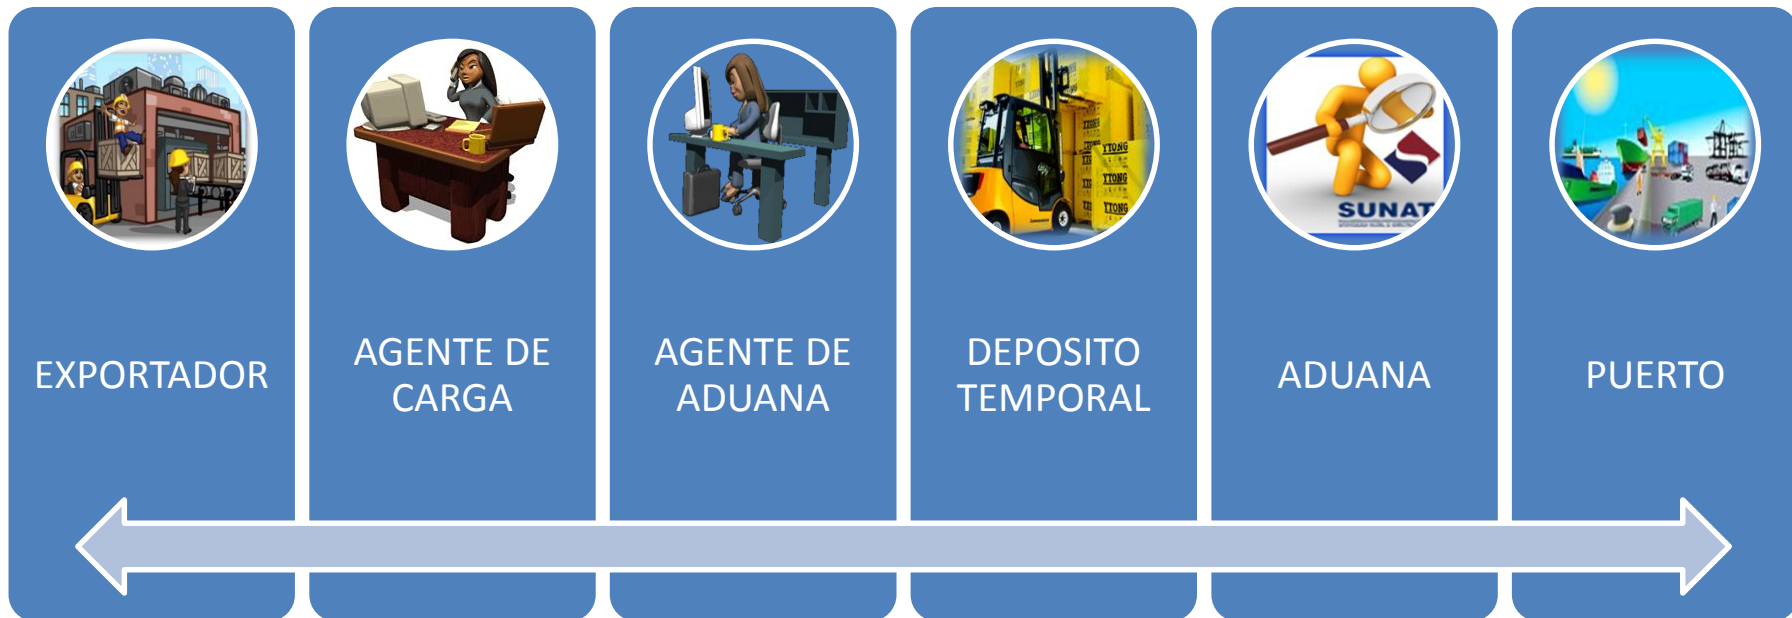 EXPORTADOR
AGENTE DE
CARGA
AGENTE DE
ADUANA
DEPOSITO
TEMPORAL
ADUANA
PUERTO
YTONG
YTONG
YTONG
SUNAT